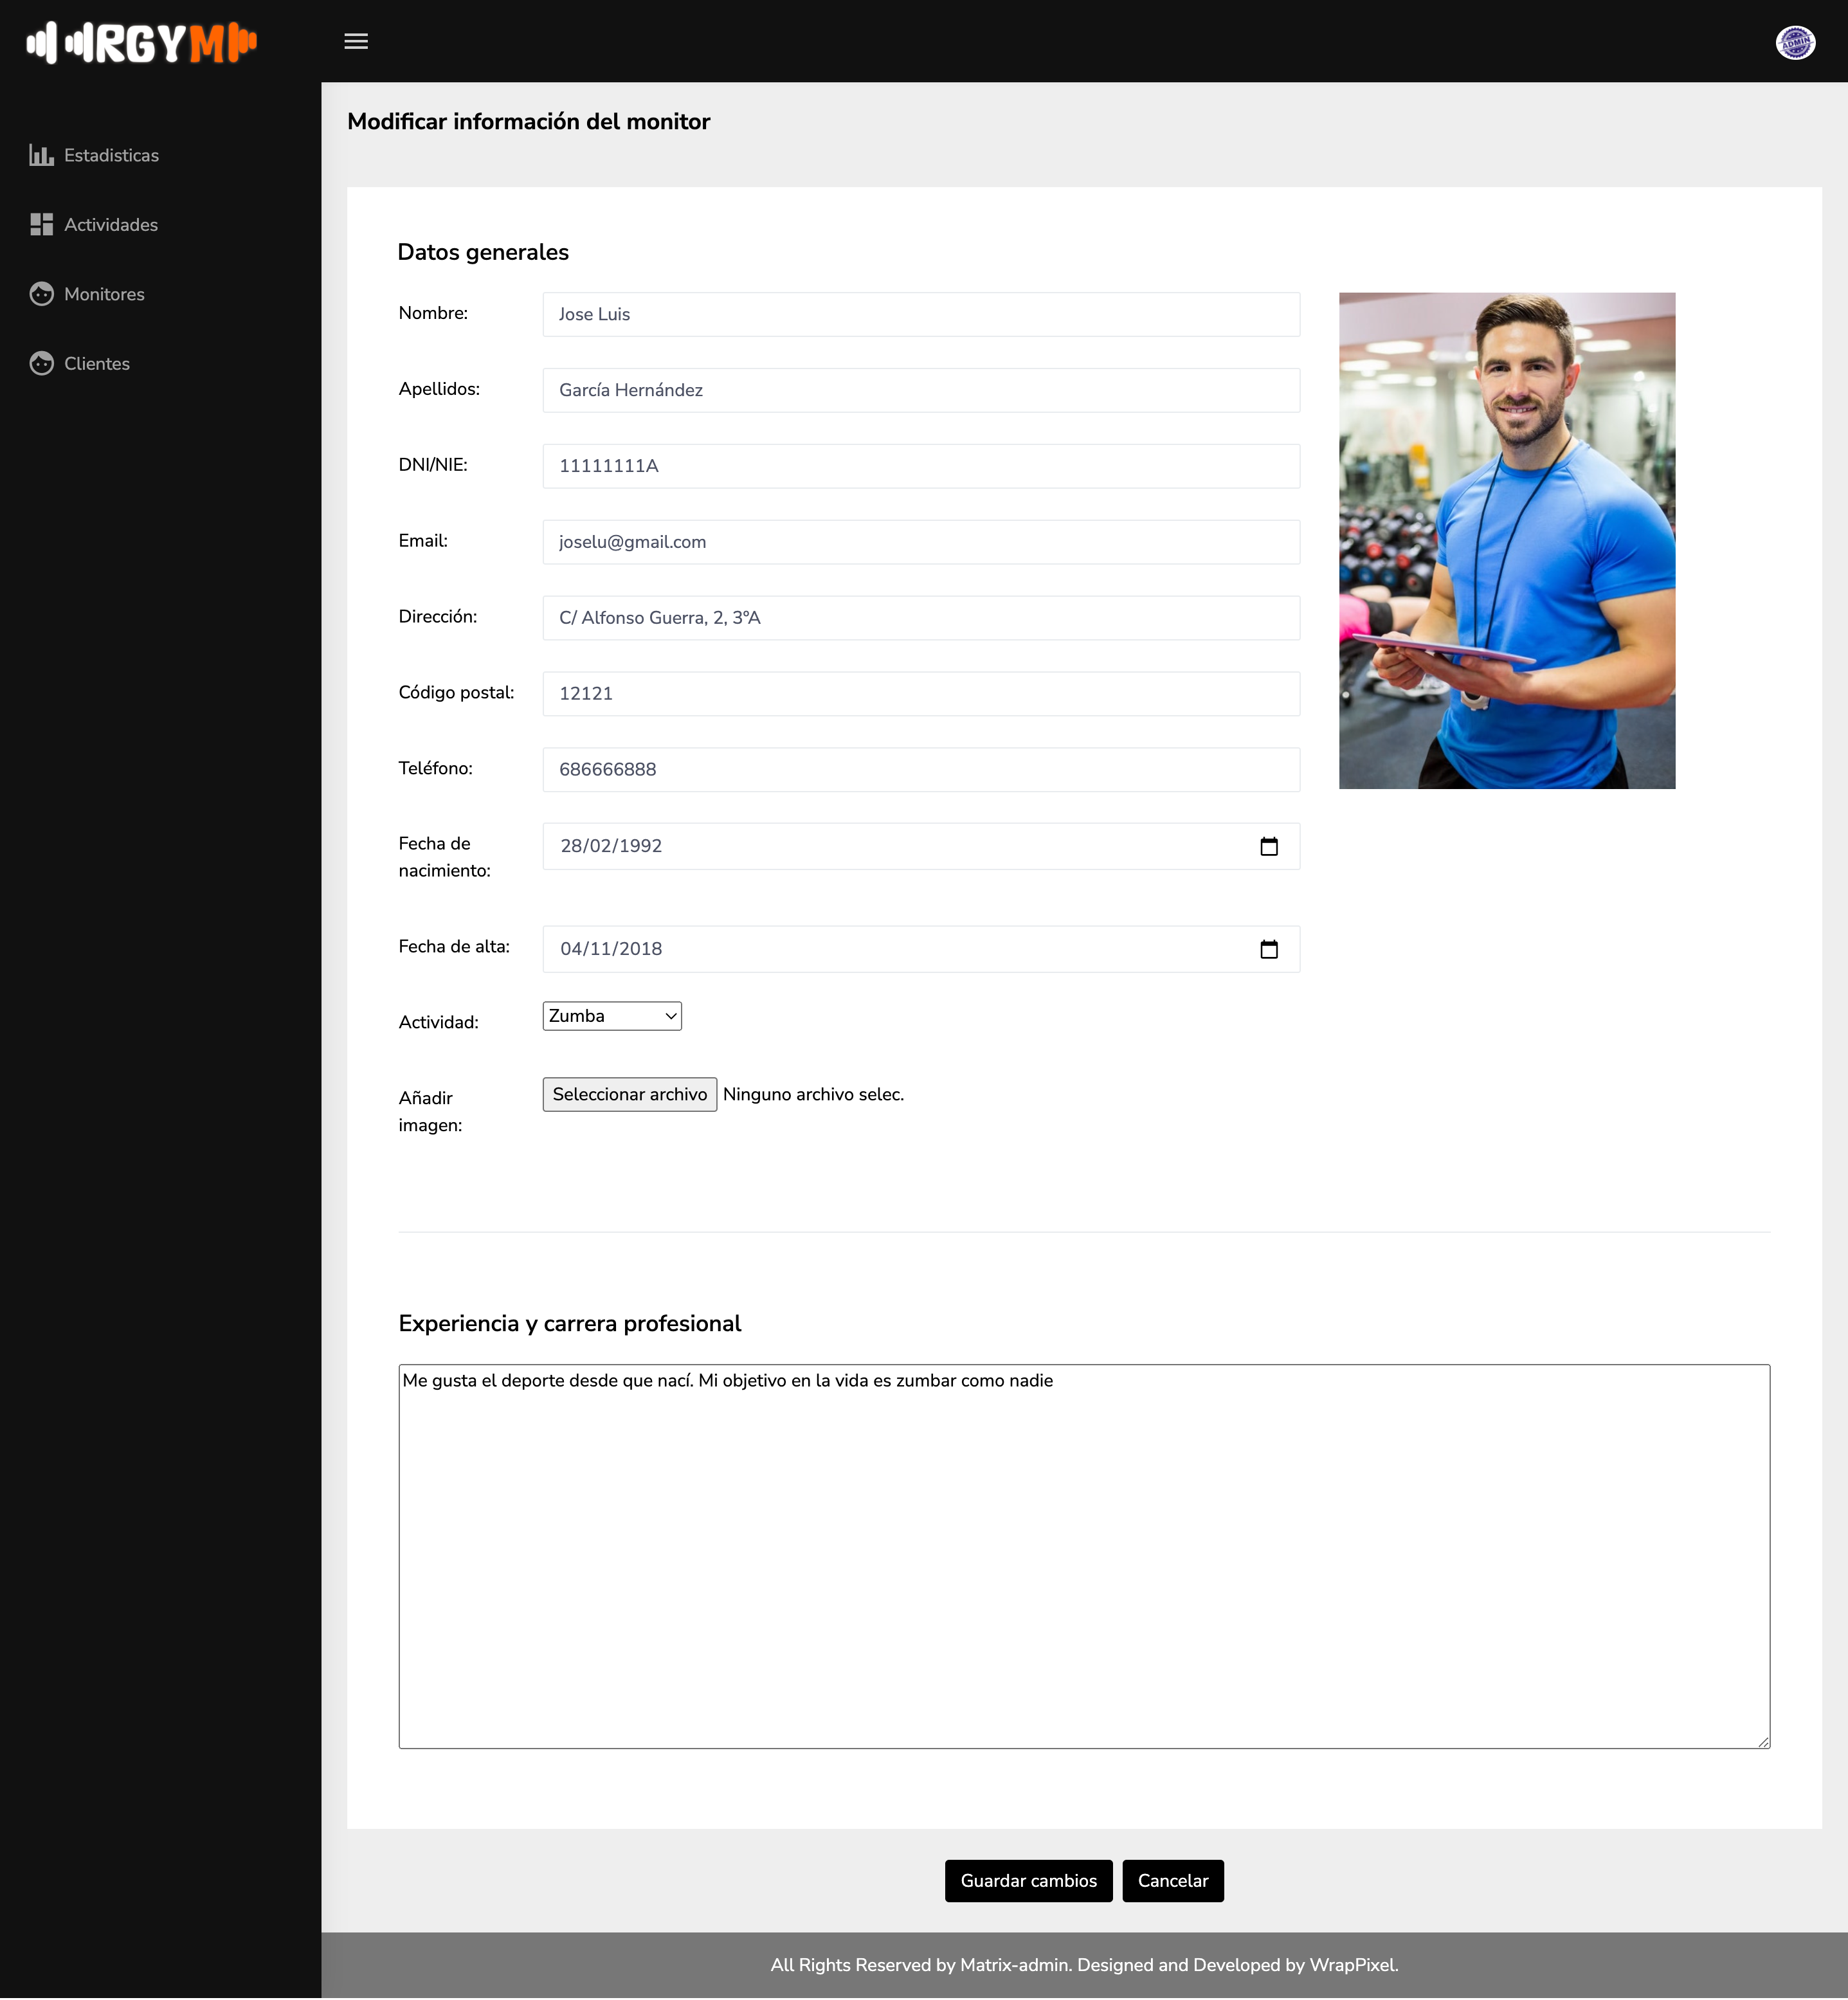 RGYM
ADMIN
Modificar información del monitor
Estadisticas
Actividades
Monitores
Clientes
Datos generales
Nombre: Jose Luis
Apellidos: García Hernández
DNI/NIE: 11111111A
Email: joselu@gmail.com
Dirección: C/ Alfonso Guerra, 2, 3ºA
Código postal: 12121
Teléfono: 686666888
Fecha de
nacimiento: 28/02/1992
Fecha de alta: 04/11/2018
Actividad: Zumba
Añadir
imagen: Seleccionar archivo Ninguno archivo selec.
Experiencia y carrera profesional
Me gusta el deporte desde que nací. Mi objetivo en la vida es zumbar como nadie
Guardar cambios Cancelar
All Rights Reserved by Matrix-admin. Designed and Developed by WrapPixel.